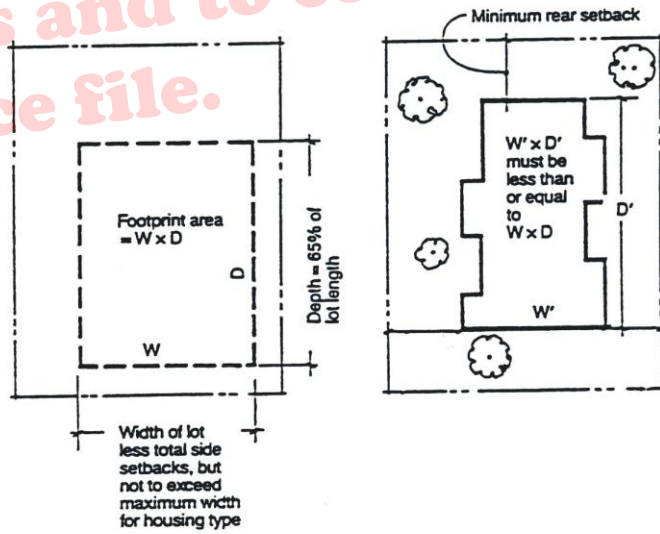 s and to c
ce file.
Minimum rear setback
Footprint area
= W x D
D
W
Depth = 65% of
lot length
Width of lot
less total side
setbacks, but
not to exceed
maximum width
for housing type
W' x D'
must be
less than
or equal
to
W x D
D'
W'